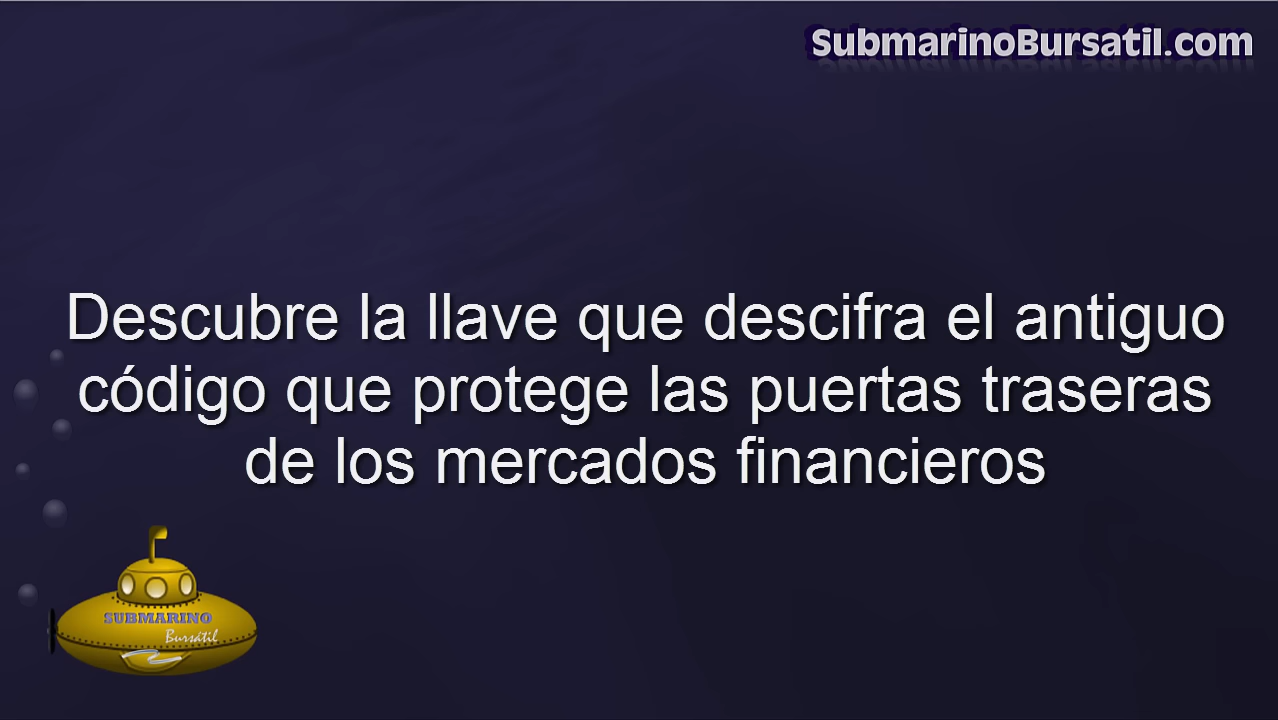 SubmarinoBursatil.com
Descubre la llave que descifra el antiguo
código que protege las puertas traseras
de los mercados financieros
SUBMARINO
Bursátil